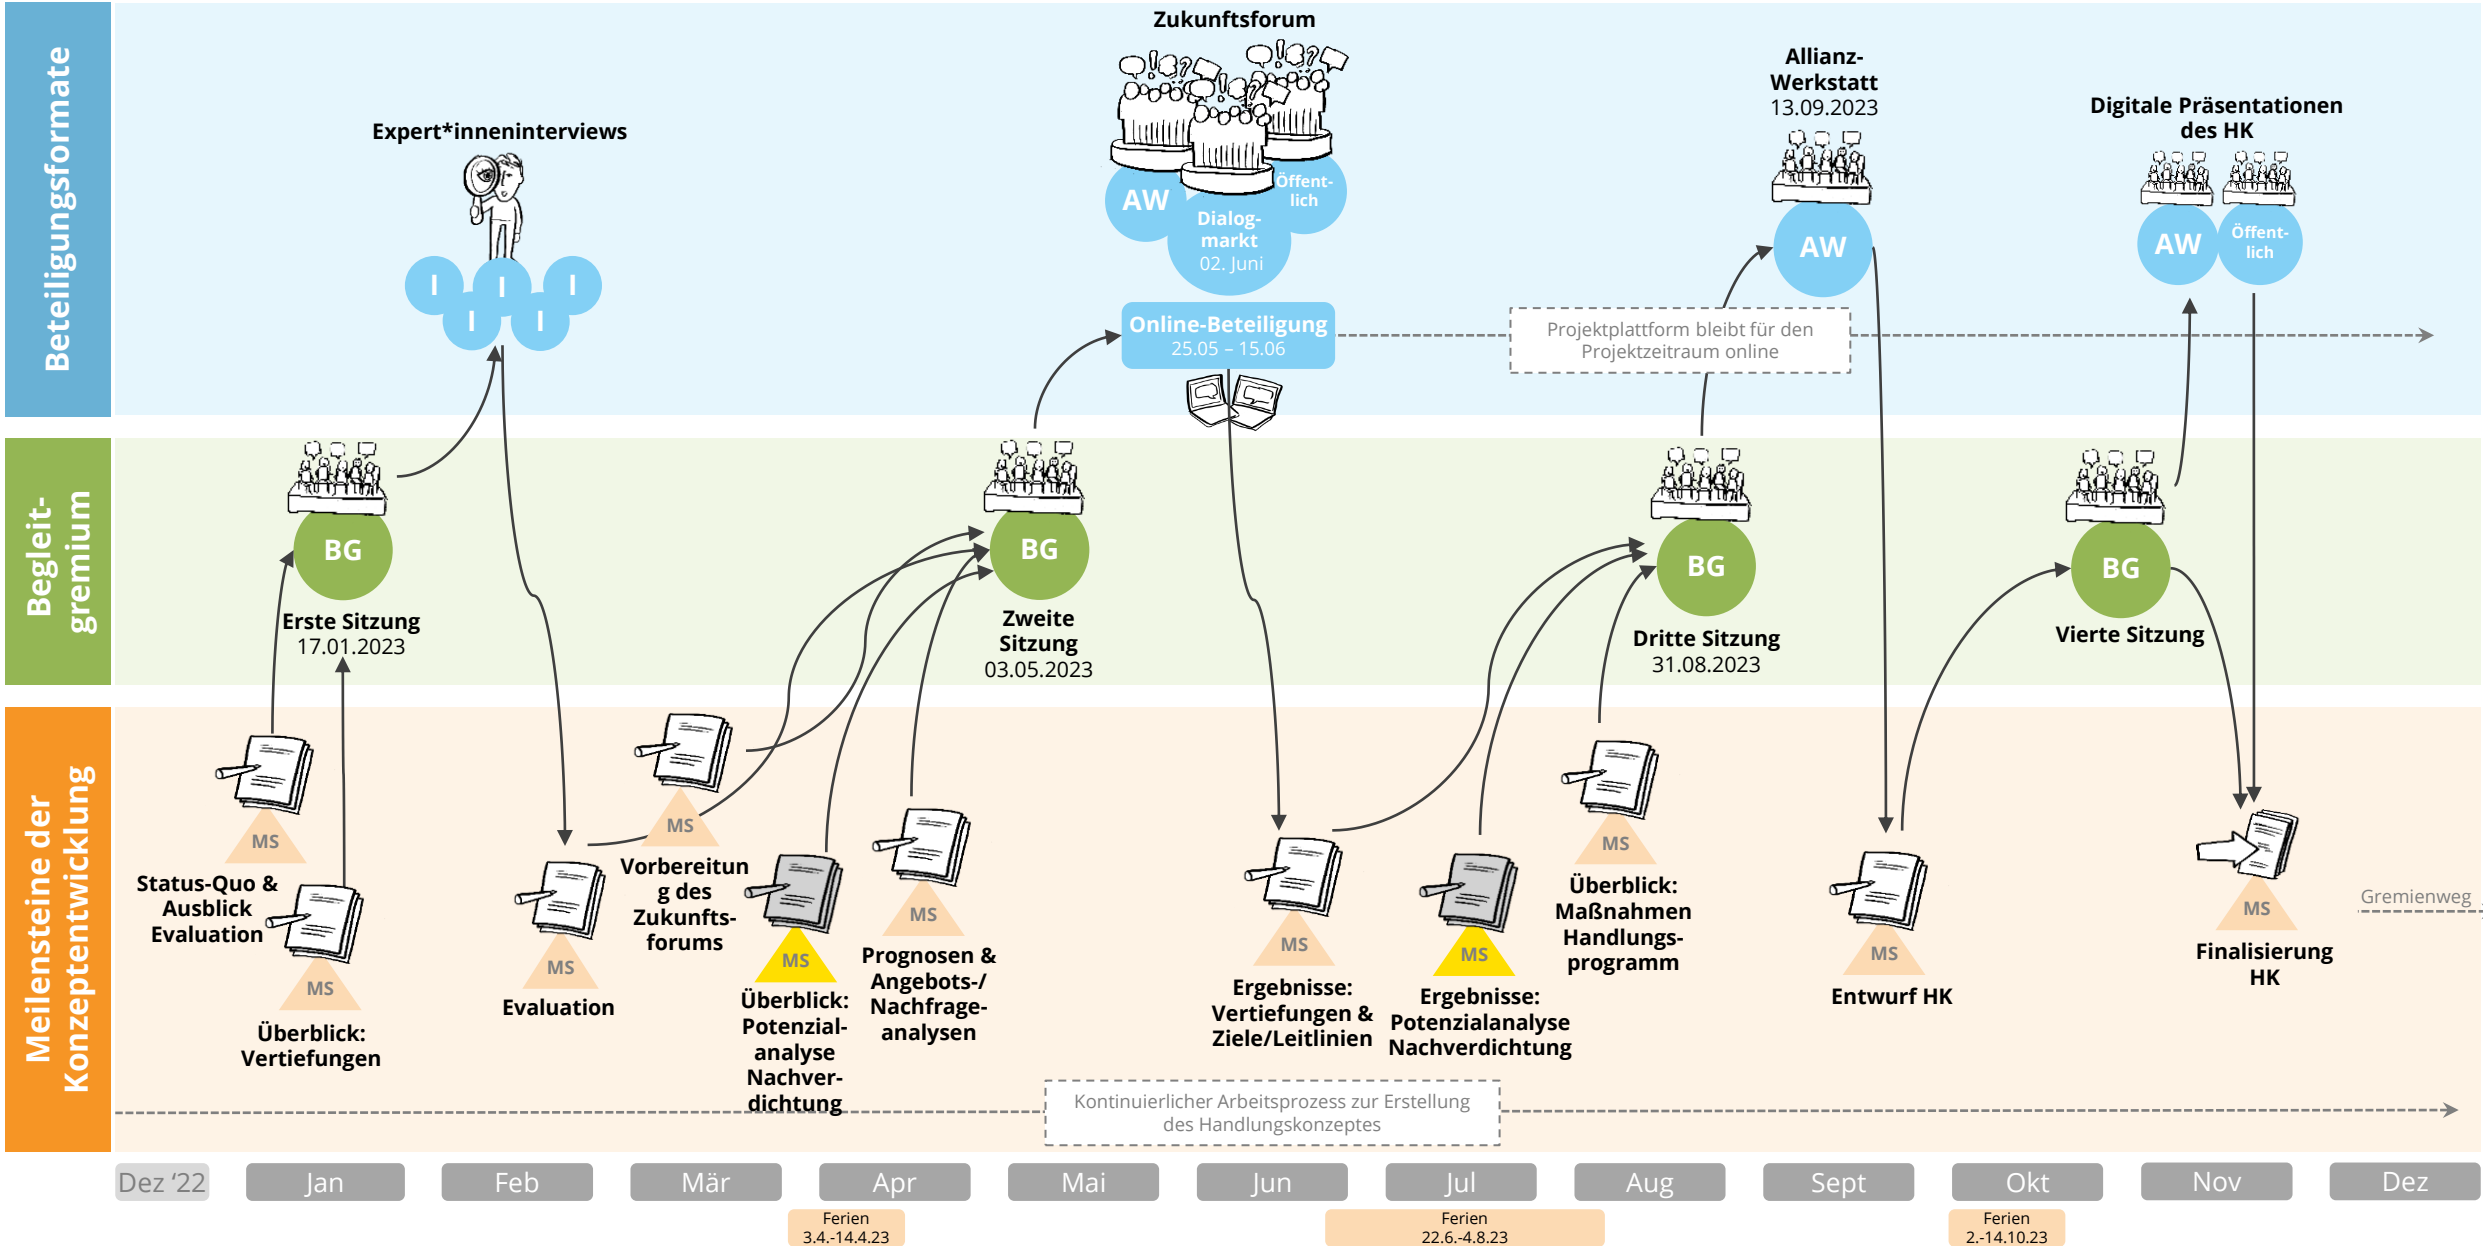 Beteiligungsformate
Zukunftsforum
Allianz-
Werkstatt
13.09.2023
Digitale Präsentationen
des HK
Expert*inneninterviews
I
I
I
I
I
AW
Öffent-
lich
Dialog-
markt
02. Juni
AW
AW
Öffent-
lich
Online-Beteiligung
25.05 – 15.06
Projektplattform bleibt für den
Projektzeitraum online
Begleit-
gremium
BG
Erste Sitzung
17.01.2023
BG
Zweite
Sitzung
03.05.2023
BG
Dritte Sitzung
31.08.2023
BG
Vierte Sitzung
Meilensteine der
Konzeptentwicklung
MS
Status-Quo &
Ausblick
Evaluation
MS
Überblick:
Vertiefungen
MS
Evaluation
MS
Vorbereitun
g des
Zukunfts-
forums
MS
Überblick:
Potenzial-
analyse
Nachver-
dichtung
MS
Prognosen &
Angebots-/
Nachfrage-
analysen
MS
Ergebnisse:
Vertiefungen &
Ziele/Leitlinien
MS
Ergebnisse:
Potenzialanalyse
Nachverdichtung
MS
Überblick:
Maßnahmen
Handlungs-
programm
MS
Entwurf HK
MS
Finalisierung
HK
Gremienweg
Kontinuierlicher Arbeitsprozess zur Erstellung
des Handlungskonzeptes
Dez ‘22
Jan
Feb
Mär
Apr
Mai
Jun
Jul
Aug
Sept
Okt
Nov
Dez
Ferien
3.4.-14.4.23
Ferien
22.6.-4.8.23
Ferien
2.-14.10.23